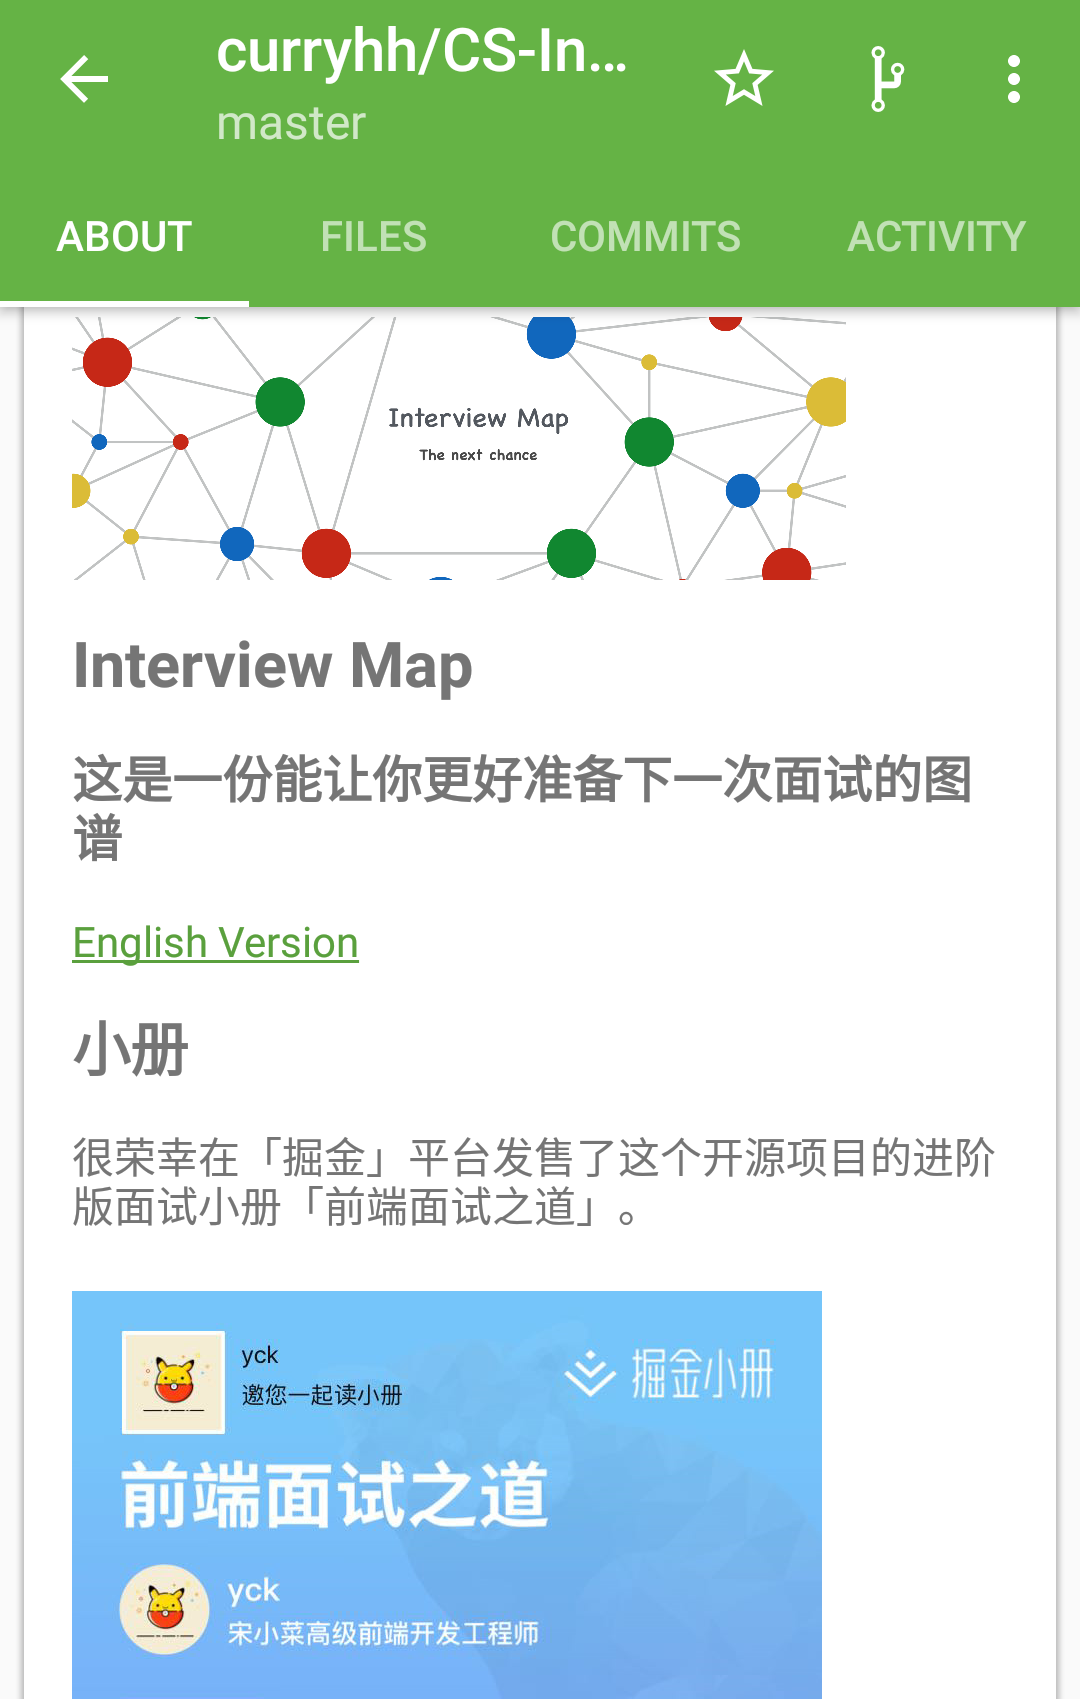 curryhh/CS-In...
master
ABOUT
FILES
COMMITS
ACTIVITY
Interview Map
The next chance
Interview Map
这是一份能让你更好准备下一次面试的图
谱
English Version
小册
很荣幸在「掘金」平台发售了这个开源项目的进阶
版面试小册「前端面试之道」。
yck
邀您一起读小册
掘金小册
前端面试之道
yck
宋小菜高级前端开发工程师